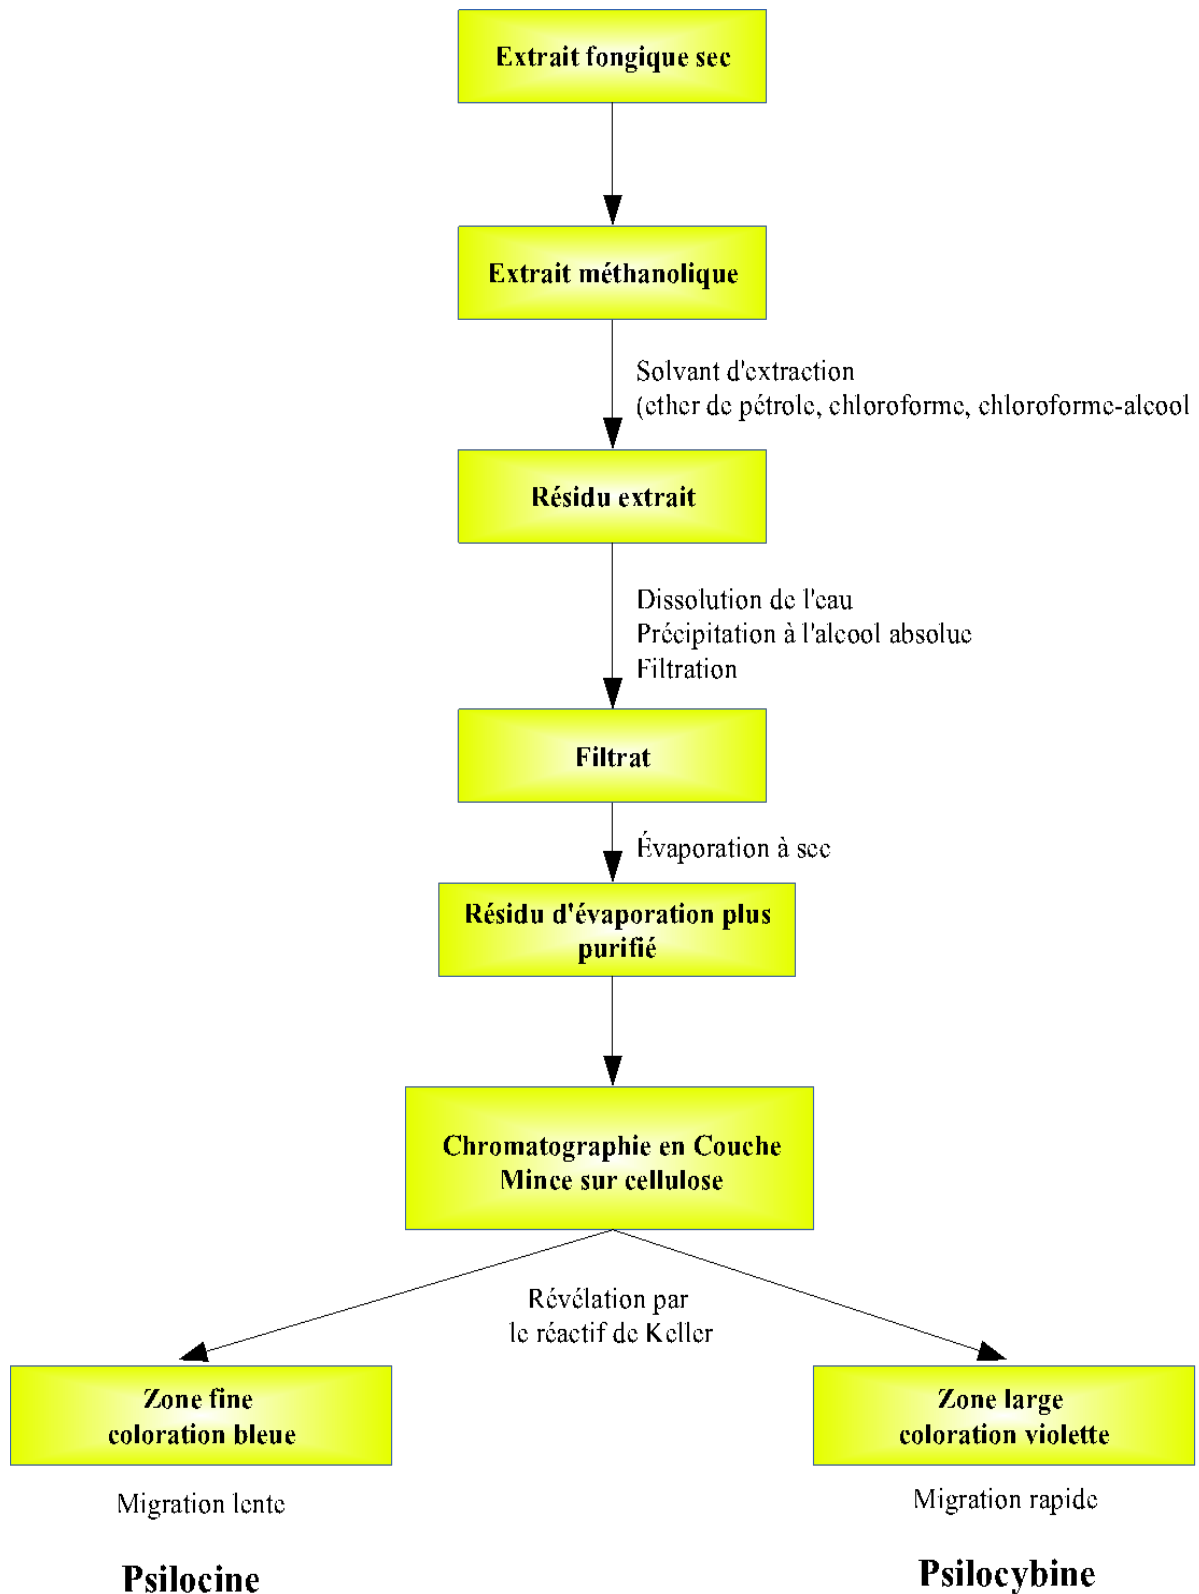 Extrait fongique sec
Extrait méthanolique
Solvant d'extraction
(ether de pétrole, chloroforme, chloroforme-alcool
Résidu extrait
Dissolution de l'eau
Précipitation à l'alcool absolue
Filtration
Filtrat
Évaporation à sec
Résidu d'évaporation plus
purifié
Chromatographie en Couche
Mince sur cellulose
Révélation par
le réactif de Keller
Zone fine
coloration bleue
Zone large
coloration violette
Migration lente
Migration rapide
Psilocine
Psilocybine